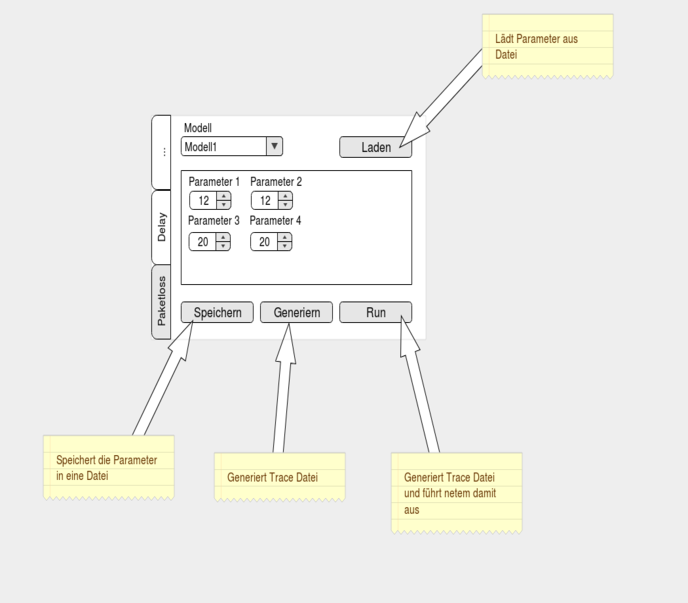 Lädt Parameter aus
Datei
Modell
Modell1
Laden
...
Delay
Paketloss
Parameter 1 Parameter 2
12 12
Parameter 3 Parameter 4
20 20
Speichern Generiern Run
Speichert die Parameter
in eine Datei
Generiert Trace Datei
Generiert Trace Datei
und führt netem damit
aus